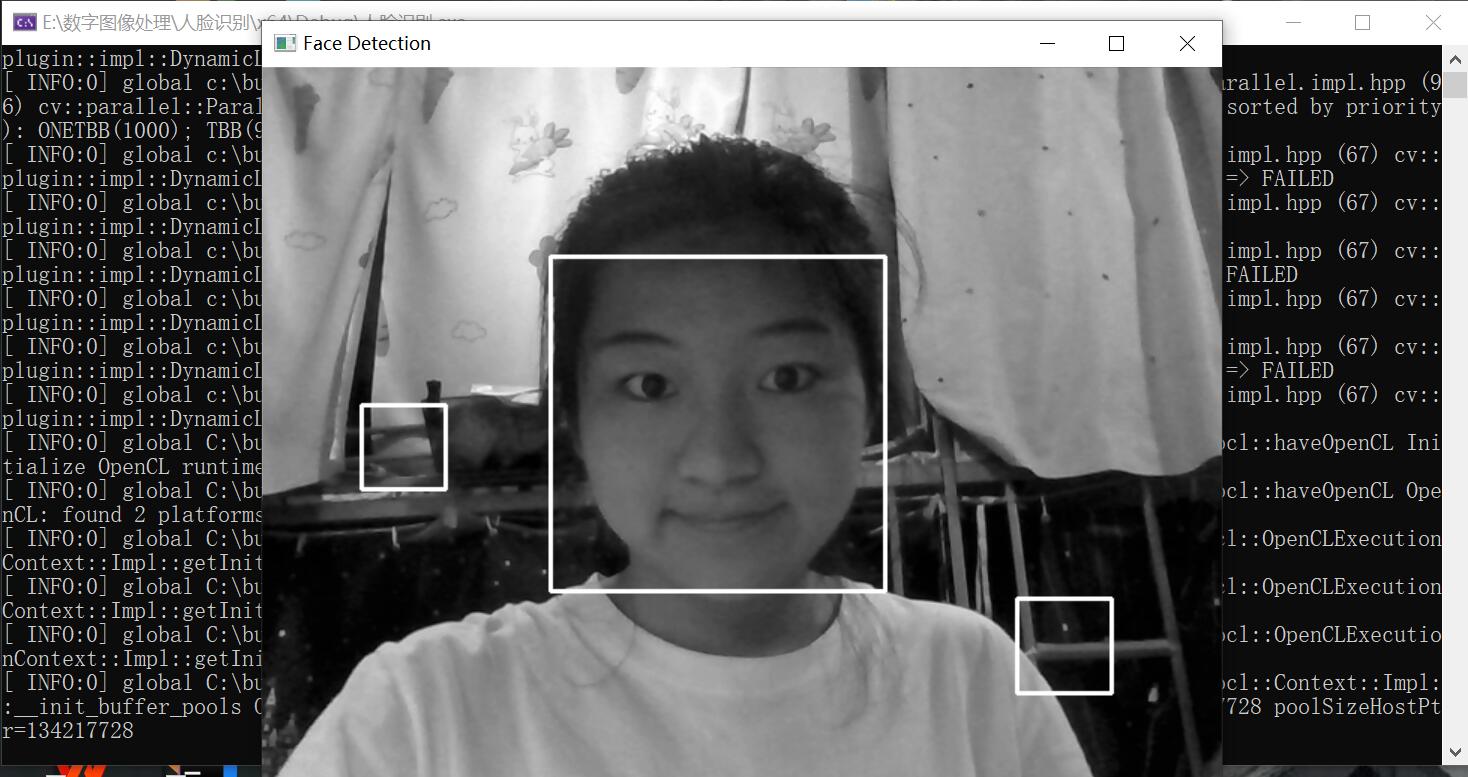 E:\数字图像处理\人脸识别\x64\Debug\人脸识别.exe
Face Detection
plugin::impl::DynamicL
[ INFO:0] global c:\bu
rallel.impl.hpp (9
6) cv::parallel::Paral
sorted by priority
): ONETBB(1000); TBB(9
[ INFO:0] global c:\bu
impl.hpp (67) cv::
plugin::impl::DynamicL
=> FAILED
[ INFO:0] global c:\bu
impl.hpp (67) cv::
plugin::impl::DynamicL
[ INFO:0] global c:\bu
impl.hpp (67) cv::
plugin::impl::DynamicL
FAILED
[ INFO:0] global c:\bu
impl.hpp (67) cv::
plugin::impl::DynamicL
[ INFO:0] global c:\bu
impl.hpp (67) cv::
plugin::impl::DynamicL
=> FAILED
[ INFO:0] global c:\bu
impl.hpp (67) cv::
plugin::impl::DynamicL
[ INFO:0] global C:\bu
ocl::haveOpenCL Ini
tialize OpenCL runtime
[ INFO:0] global C:\bu
ocl::haveOpenCL Ope
nCL: found 2 platforms
[ INFO:0] global C:\bu
cl::OpenCLExecution
Context::Impl::getInit
[ INFO:0] global C:\bu
cl::OpenCLExecution
Context::Impl::getInit
[ INFO:0] global C:\bu
ocl::OpenCLExecutio
nContext::Impl::getIni
[ INFO:0] global C:\bu
ocl::Context::Impl:
:__init_buffer_pools O
7728 poolSizeHostPt
r=134217728